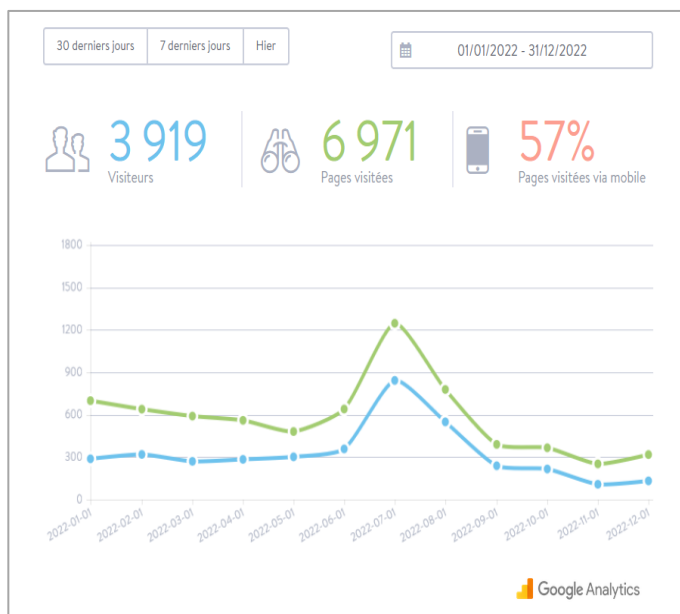 30 derniers jours 7 derniers jours Hier 01/01/2022 - 31/12/2022
3 919 6 971 57%
Visiteurs Pages visitées Pages visitées via mobile
1800
1500
1200
900
600
300
0
2022-01-01 2022-02-01 2022-03-01 2022-04-01 2022-05-01 2022-06-01 2022-07-01 2022-08-01 2022-09-01 2022-10-01 2022-11-01 2022-12-01
Google Analytics